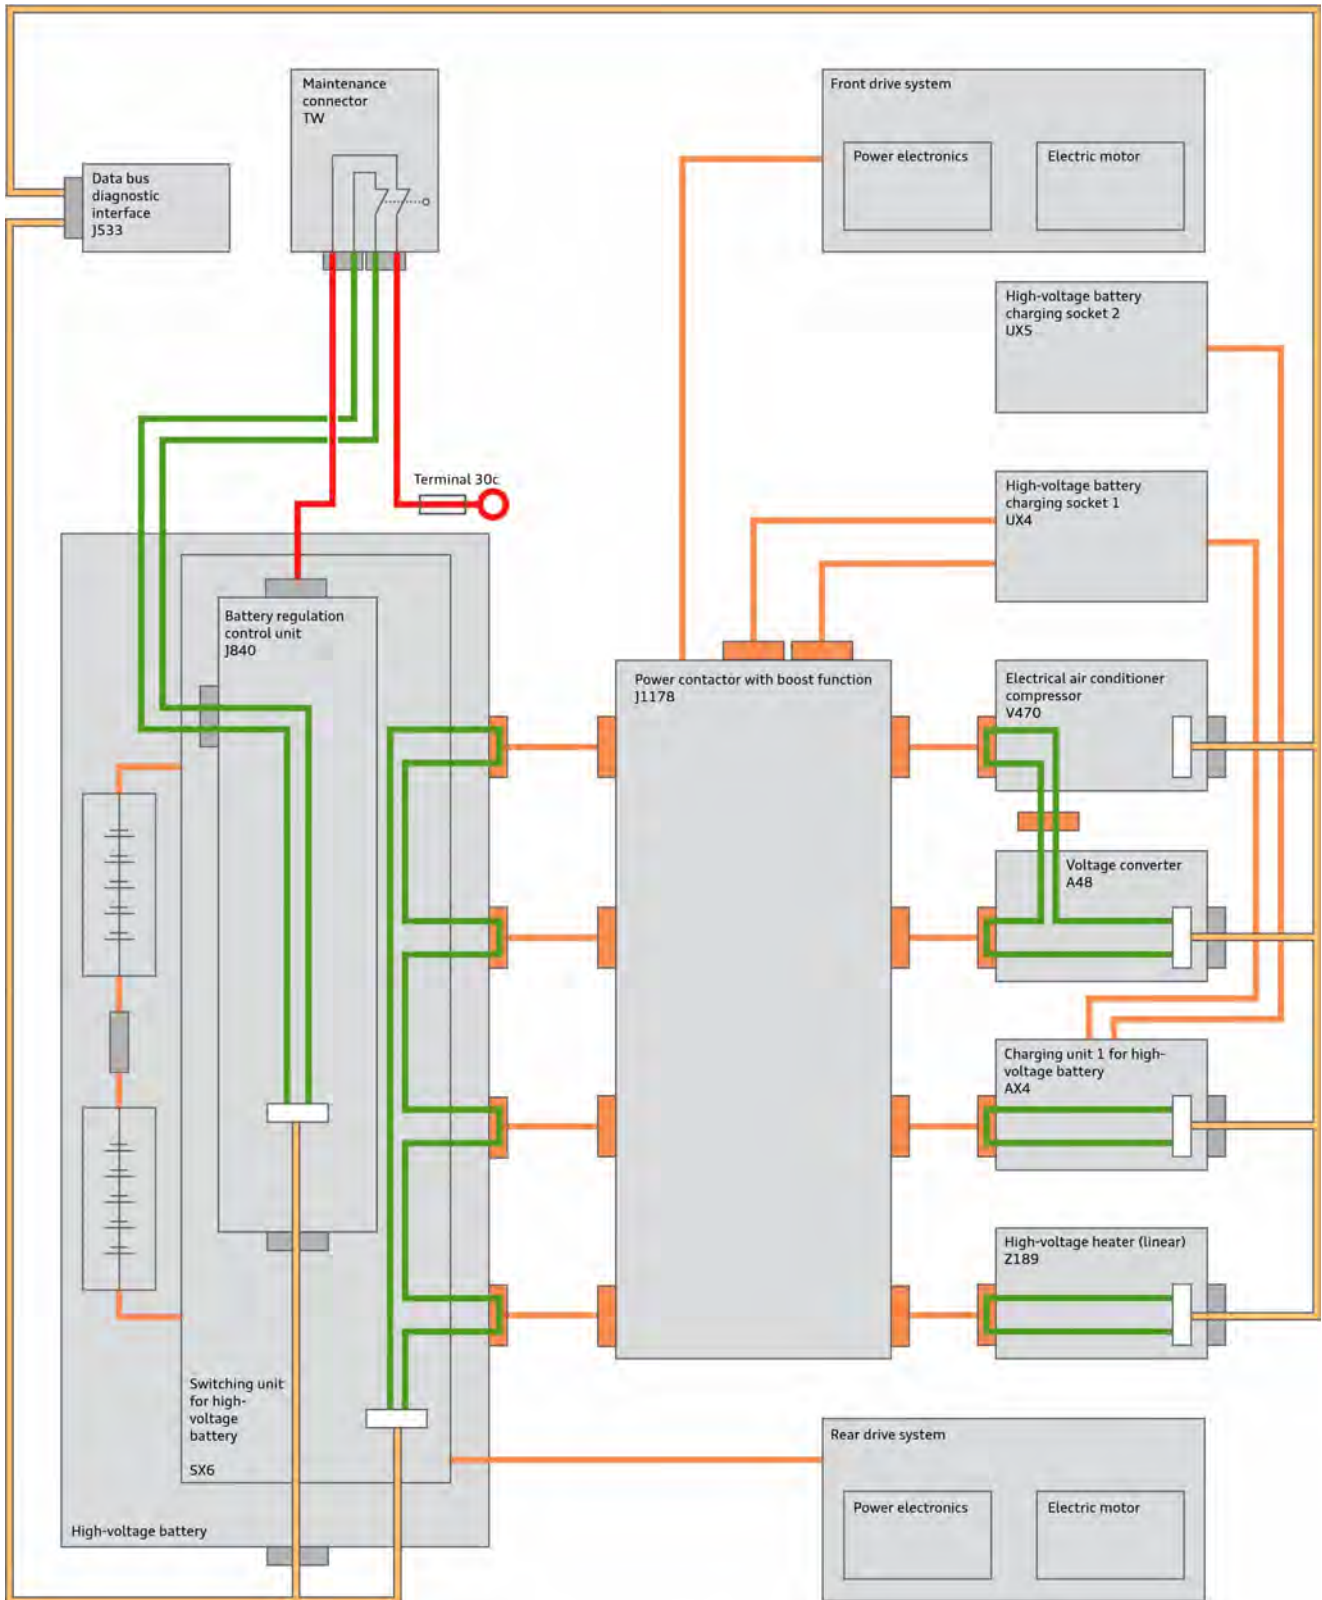 Maintenance
connector
TW
Front drive system
Power electronics
Electric motor
Data bus
diagnostic
interface
J533
High-voltage battery
charging socket 2
UX5
Terminal 30c
High-voltage battery
charging socket 1
UX4
Battery regulation
control unit
J840
Power contactor with boost function
J1178
Electrical air conditioner
compressor
V470
Voltage converter
A48
Charging unit 1 for high-
voltage battery
AX4
High-voltage heater (linear)
Z189
Switching unit
for high-
voltage
battery
SX6
High-voltage battery
Rear drive system
Power electronics
Electric motor